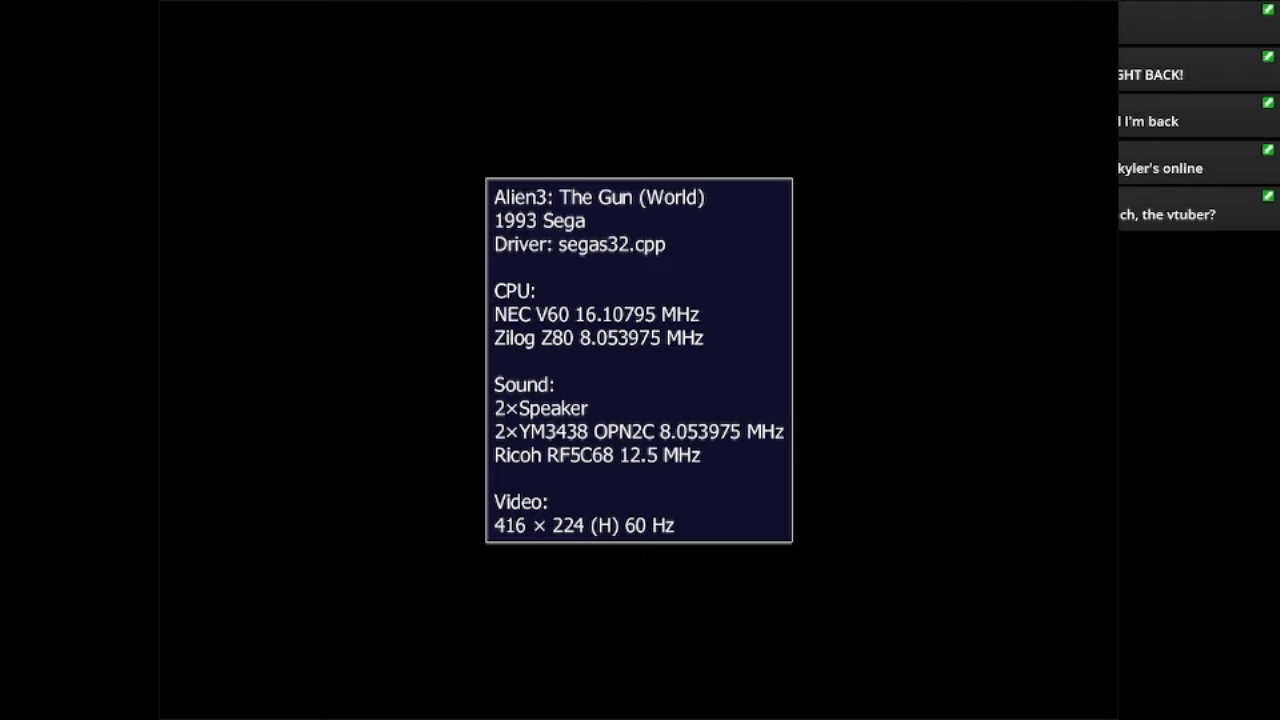 Alien3: The Gun (World)
1993 Sega
Driver: segas32.cpp
CPU:
NEC V60 16.10795 MHz
Zilog Z80 8.053975 MHz
Sound:
2×Speaker
2×YM3438 OPN2C 8.053975 MHz
Ricoh RF5C68 12.5 MHz
Video:
416 × 224 (H) 60 Hz
GHT BACK!
I'm back
kyler's online
ch, the vtuber?